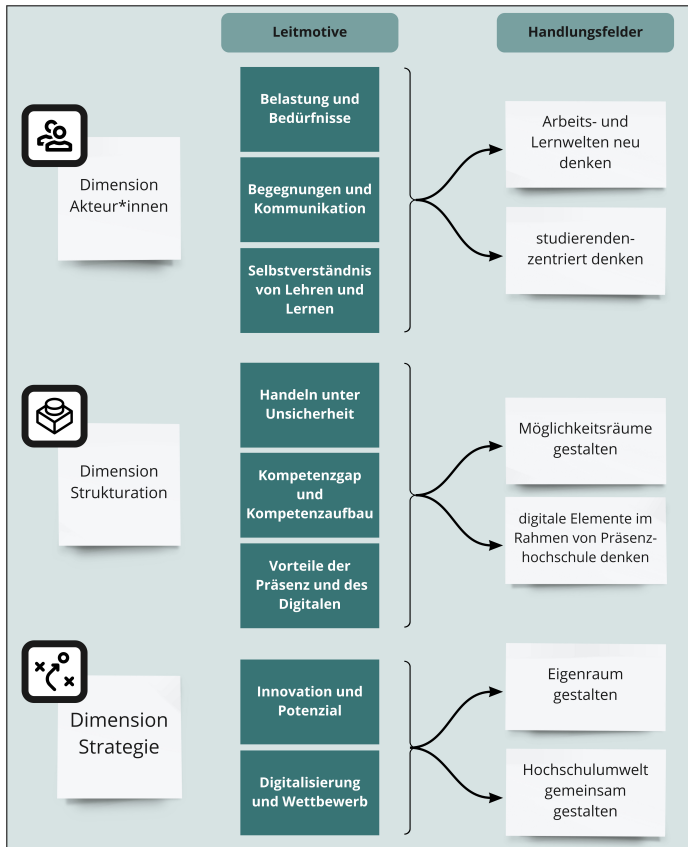 Leitmotive
Handlungsfelder
Dimension
Akteur*innen
Belastung und
Bedürfnisse
Begegnungen und
Kommunikation
Selbstverständnis
von Lehren und
Lernen
Arbeits- und
Lernwelten neu
denken
studierenden-
zentriert denken
Dimension
Strukturation
Handeln unter
Unsicherheit
Kompetenzgap
und
Kompetenzaufbau
Vorteile der
Präsenz und des
Digitalen
Möglichkeitsräume
gestalten
digitale Elemente im
Rahmen von Präsenz-
hochschule denken
Dimension
Strategie
Innovation und
Potenzial
Digitalisierung
und Wettbewerb
Eigenraum
gestalten
Hochschulumwelt
gemeinsam
gestalten